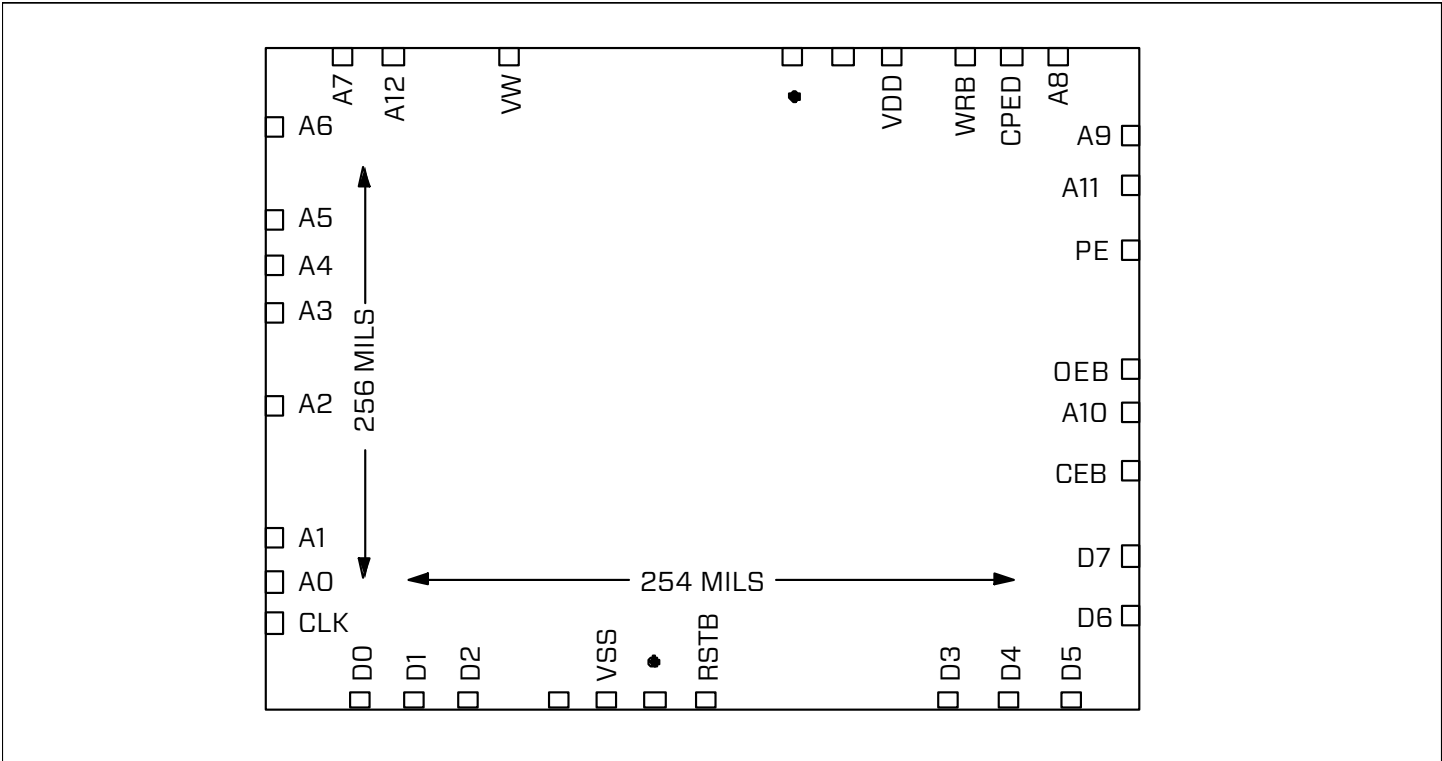 A7
A12
VW
VDD
WRB
CPED
A8
A6
A9
A11
A5
PE
A4
A3
256 MILS
OEB
A2
A10
CEB
A1
D7
A0
254 MILS
CLK
D6
D0
D1
D2
VSS
RSTB
D3
D4
D5